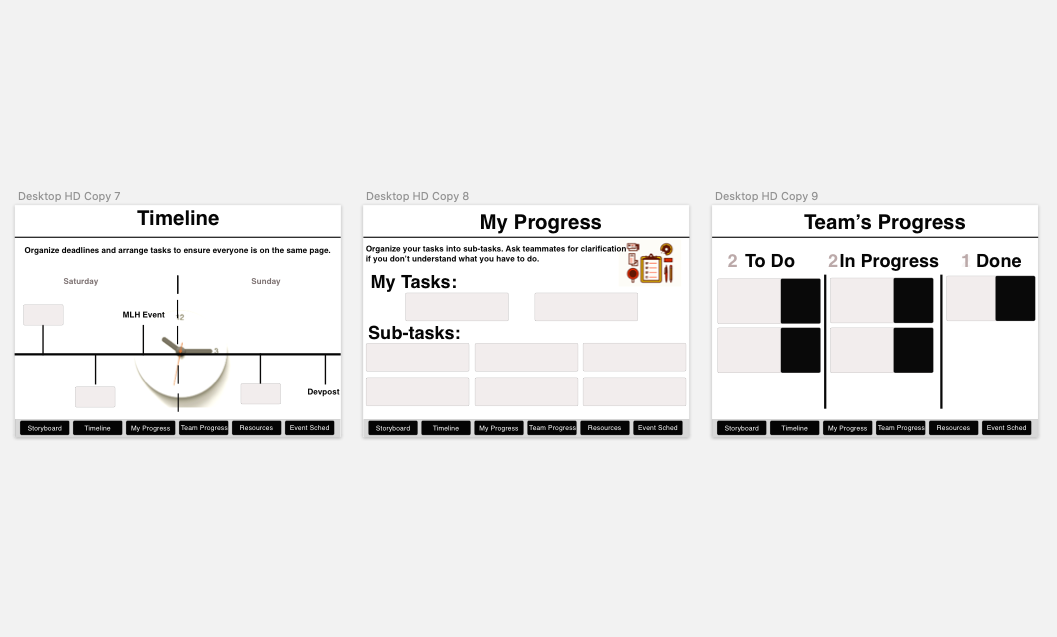 Desktop HD Copy 7
Timeline
Organize deadlines and arrange tasks to ensure everyone is on the same page.
Saturday
Sunday
MLH Event
12
3
Devpost
Storyboard
Timeline
My Progress
Team Progress
Resources
Event Sched
Desktop HD Copy 8
My Progress
Organize your tasks into sub-tasks. Ask teammates for clarification
if you don't understand what you have to do.
My Tasks:
Sub-tasks:
Storyboard
Timeline
My Progress
Team Progress
Resources
Event Sched
Desktop HD Copy 9
Team's Progress
2 To Do
2 In Progress
1 Done
Storyboard
Timeline
My Progress
Team Progress
Resources
Event Sched